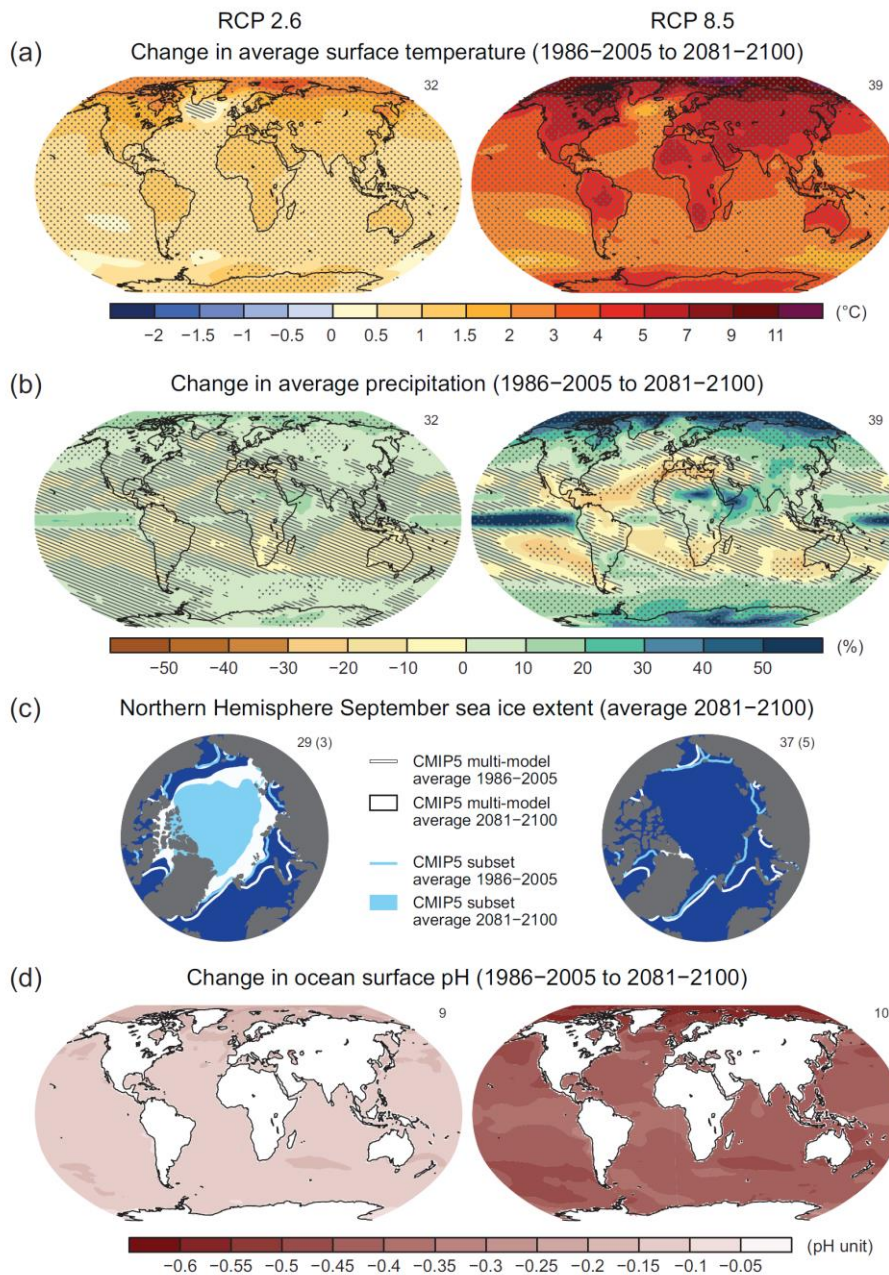 RCP 2.6 RCP 8.5
(a) Change in average surface temperature (1986−2005 to 2081−2100)
32 39
(°C)
−2 −1.5 −1 −0.5 0 0.5 1 1.5 2 3 4 5 7 9 11
(b) Change in average precipitation (1986−2005 to 2081−2100)
32 39
(%)
−50 −40 −30 −20 −10 0 10 20 30 40 50
(c) Northern Hemisphere September sea ice extent (average 2081−2100)
29 (3) 37 (5)
CMIP5 multi-model
average 1986−2005
CMIP5 multi-model
average 2081−2100
CMIP5 subset
average 1986−2005
CMIP5 subset
average 2081−2100
(d) Change in ocean surface pH (1986−2005 to 2081−2100)
9 10
(pH unit)
−0.6 −0.55 −0.5 −0.45 −0.4 −0.35 −0.3 −0.25 −0.2 −0.15 −0.1 −0.05